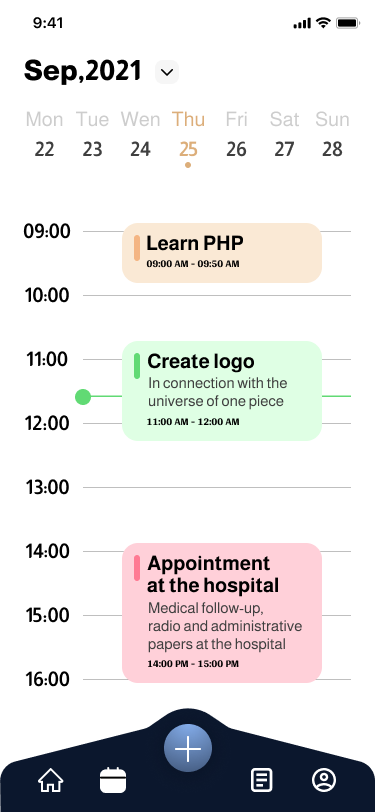 9:41
Sep,2021
Mon Tue Wen Thu Fri Sat Sun
22 23 24 25 26 27 28
09:00
Learn PHP
09:00 AM - 09:50 AM
10:00
11:00
Create logo
In connection with the
universe of one piece
11:00 AM - 12:00 AM
12:00
13:00
14:00
Appointment
at the hospital
Medical follow-up,
radio and administrative
papers at the hospital
14:00 PM - 15:00 PM
15:00
16:00